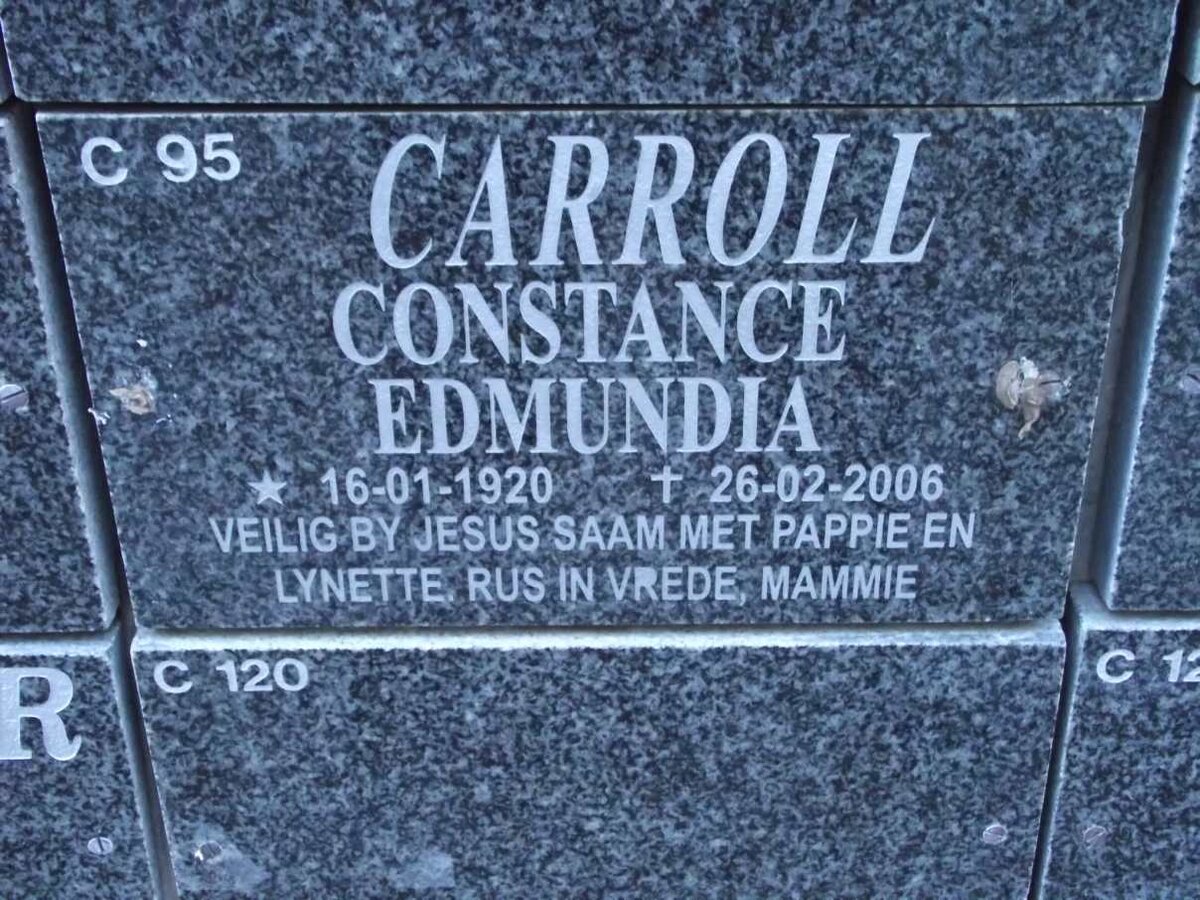 C 95
CARROLL
CONSTANCE
EDMUNDIA
★ 16-01-1920 † 26-02-2006
VEILIG BY JESUS SAAM MET PAPPIE EN
LYNETTE. RUS IN VREDE, MAMMIE
R
C 120
C 12